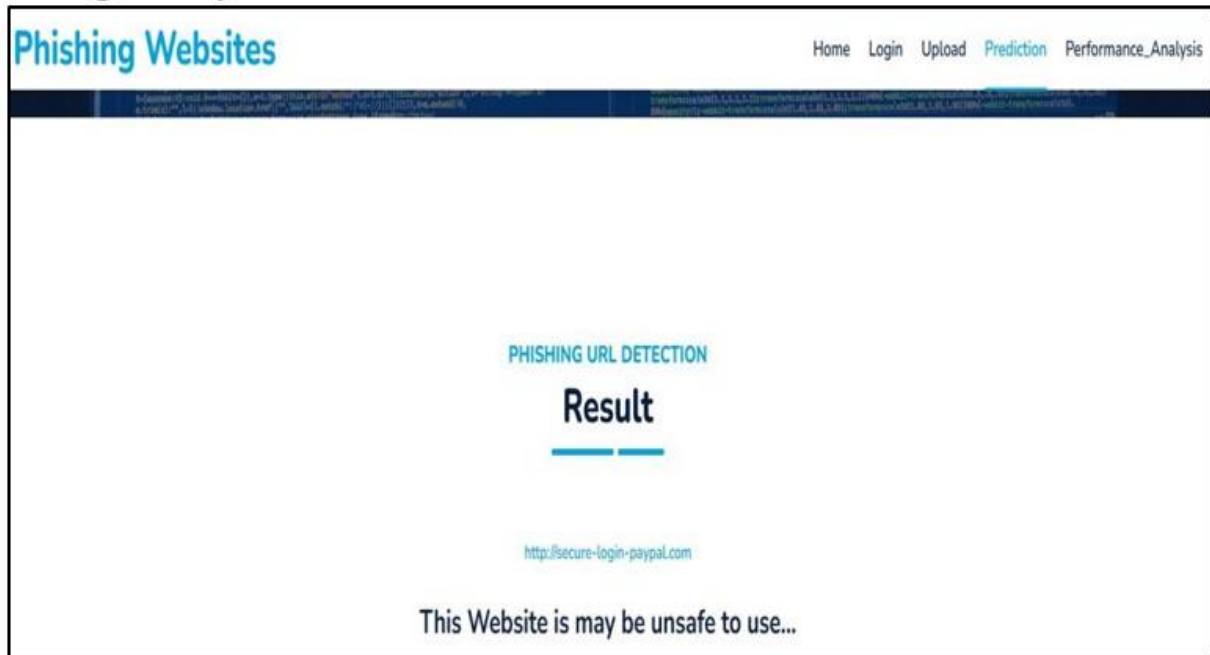 Phishing Websites
Home Login Upload Prediction Performance_Analysis
PHISHING URL DETECTION
Result
http://secure-login-paypal.com
This Website is may be unsafe to use...